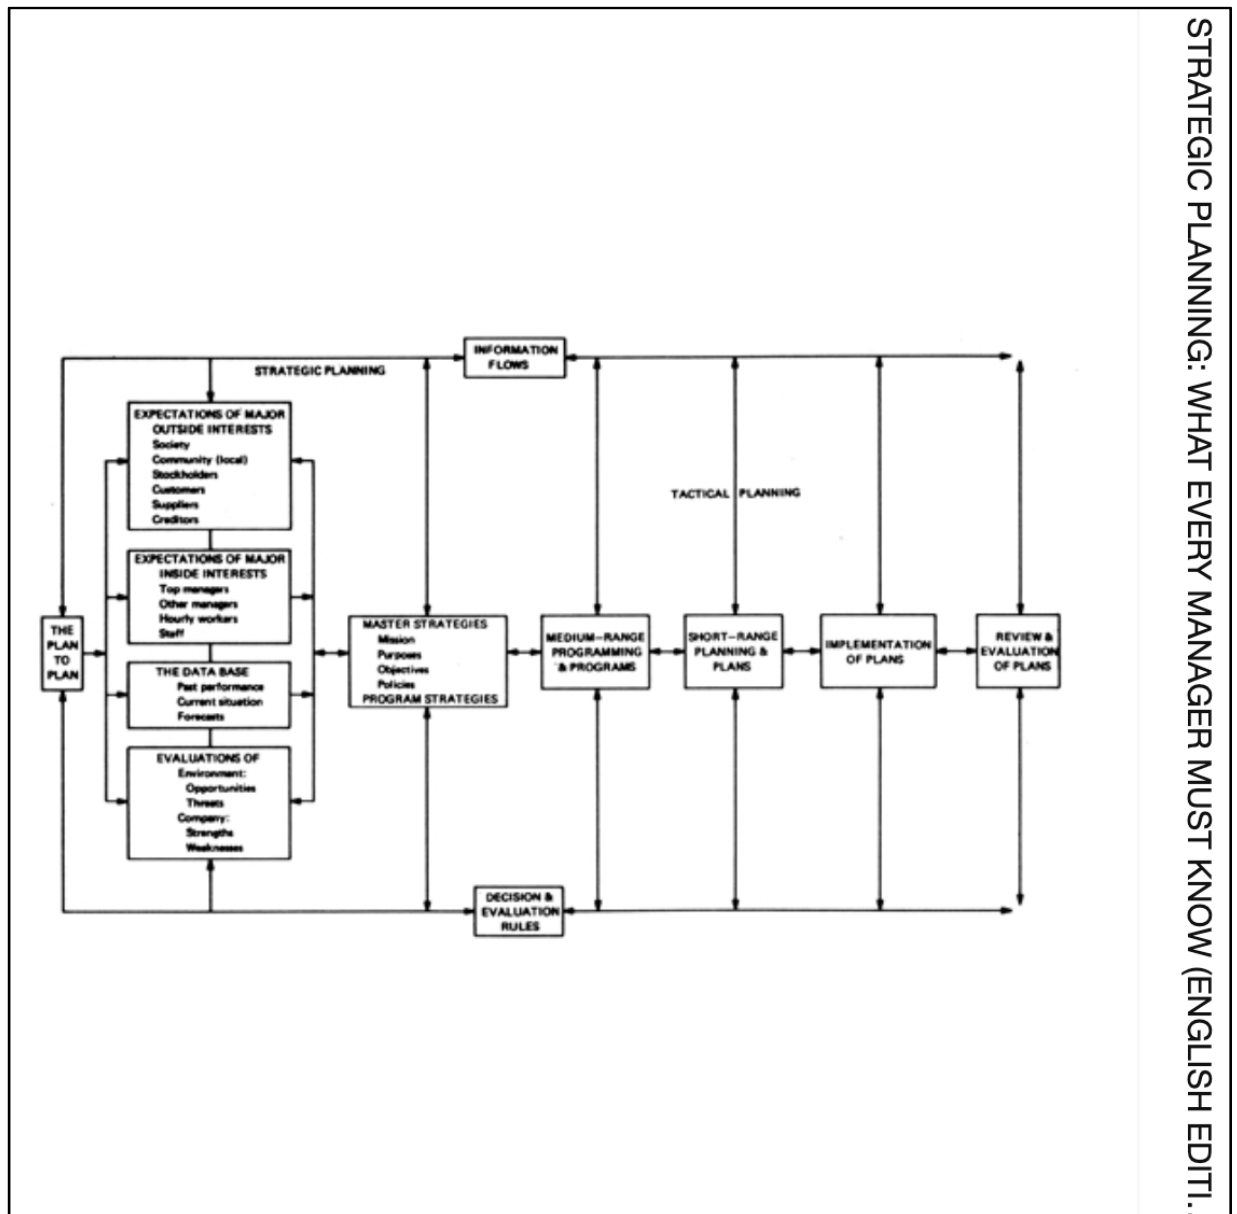 STRATEGIC PLANNING: WHAT EVERY MANAGER MUST KNOW (ENGLISH EDITI...
INFORMATION
FLOWS
STRATEGIC PLANNING
EXPECTATIONS OF MAJOR
OUTSIDE INTERESTS
Society
Community (local)
Stockholders
Customers
Suppliers
Creditors
TACTICAL PLANNING
EXPECTATIONS OF MAJOR
INSIDE INTERESTS
Top managers
Other managers
Hourly workers
Staff
THE
PLAN
TO
PLAN
THE DATA BASE
Past performance
Current situation
Forecasts
EVALUATIONS OF
Environment:
Opportunities
Threats
Company:
Strengths
Weaknesses
MASTER STRATEGIES
Mission
Purposes
Objectives
Policies
PROGRAM STRATEGIES
MEDIUM-RANGE
PROGRAMMING
& PROGRAMS
SHORT-RANGE
PLANNING &
PLANS
IMPLEMENTATION
OF PLANS
REVIEW &
EVALUATION
OF PLANS
DECISION &
EVALUATION
RULES